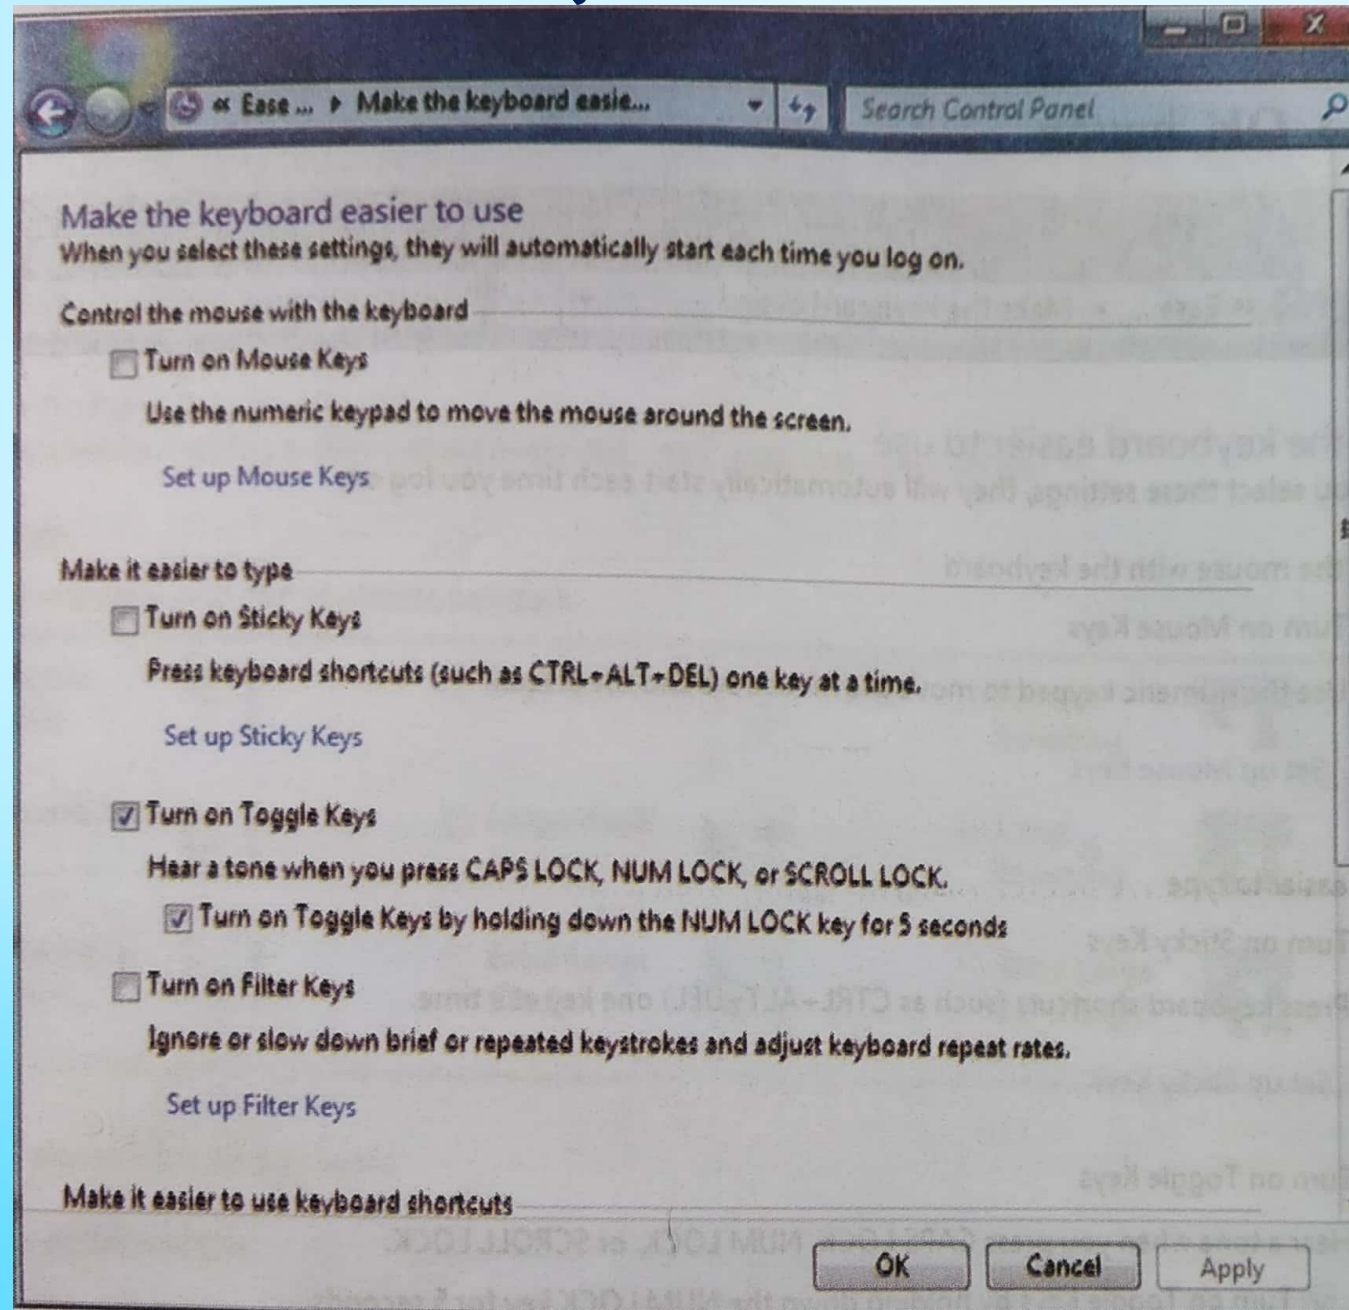 « Ease ... ▸ Make the keyboard easie...
Search Control Panel
Make the keyboard easier to use
When you select these settings, they will automatically start each time you log on.
Control the mouse with the keyboard
Turn on Mouse Keys
Use the numeric keypad to move the mouse around the screen.
Set up Mouse Keys
Make it easier to type
Turn on Sticky Keys
Press keyboard shortcuts (such as CTRL+ALT+DEL) one key at a time.
Set up Sticky Keys
Turn on Toggle Keys
Hear a tone when you press CAPS LOCK, NUM LOCK, or SCROLL LOCK.
Turn on Toggle Keys by holding down the NUM LOCK key for 5 seconds
Turn on Filter Keys
Ignore or slow down brief or repeated keystrokes and adjust keyboard repeat rates.
Set up Filter Keys
Make it easier to use keyboard shortcuts
OK Cancel Apply